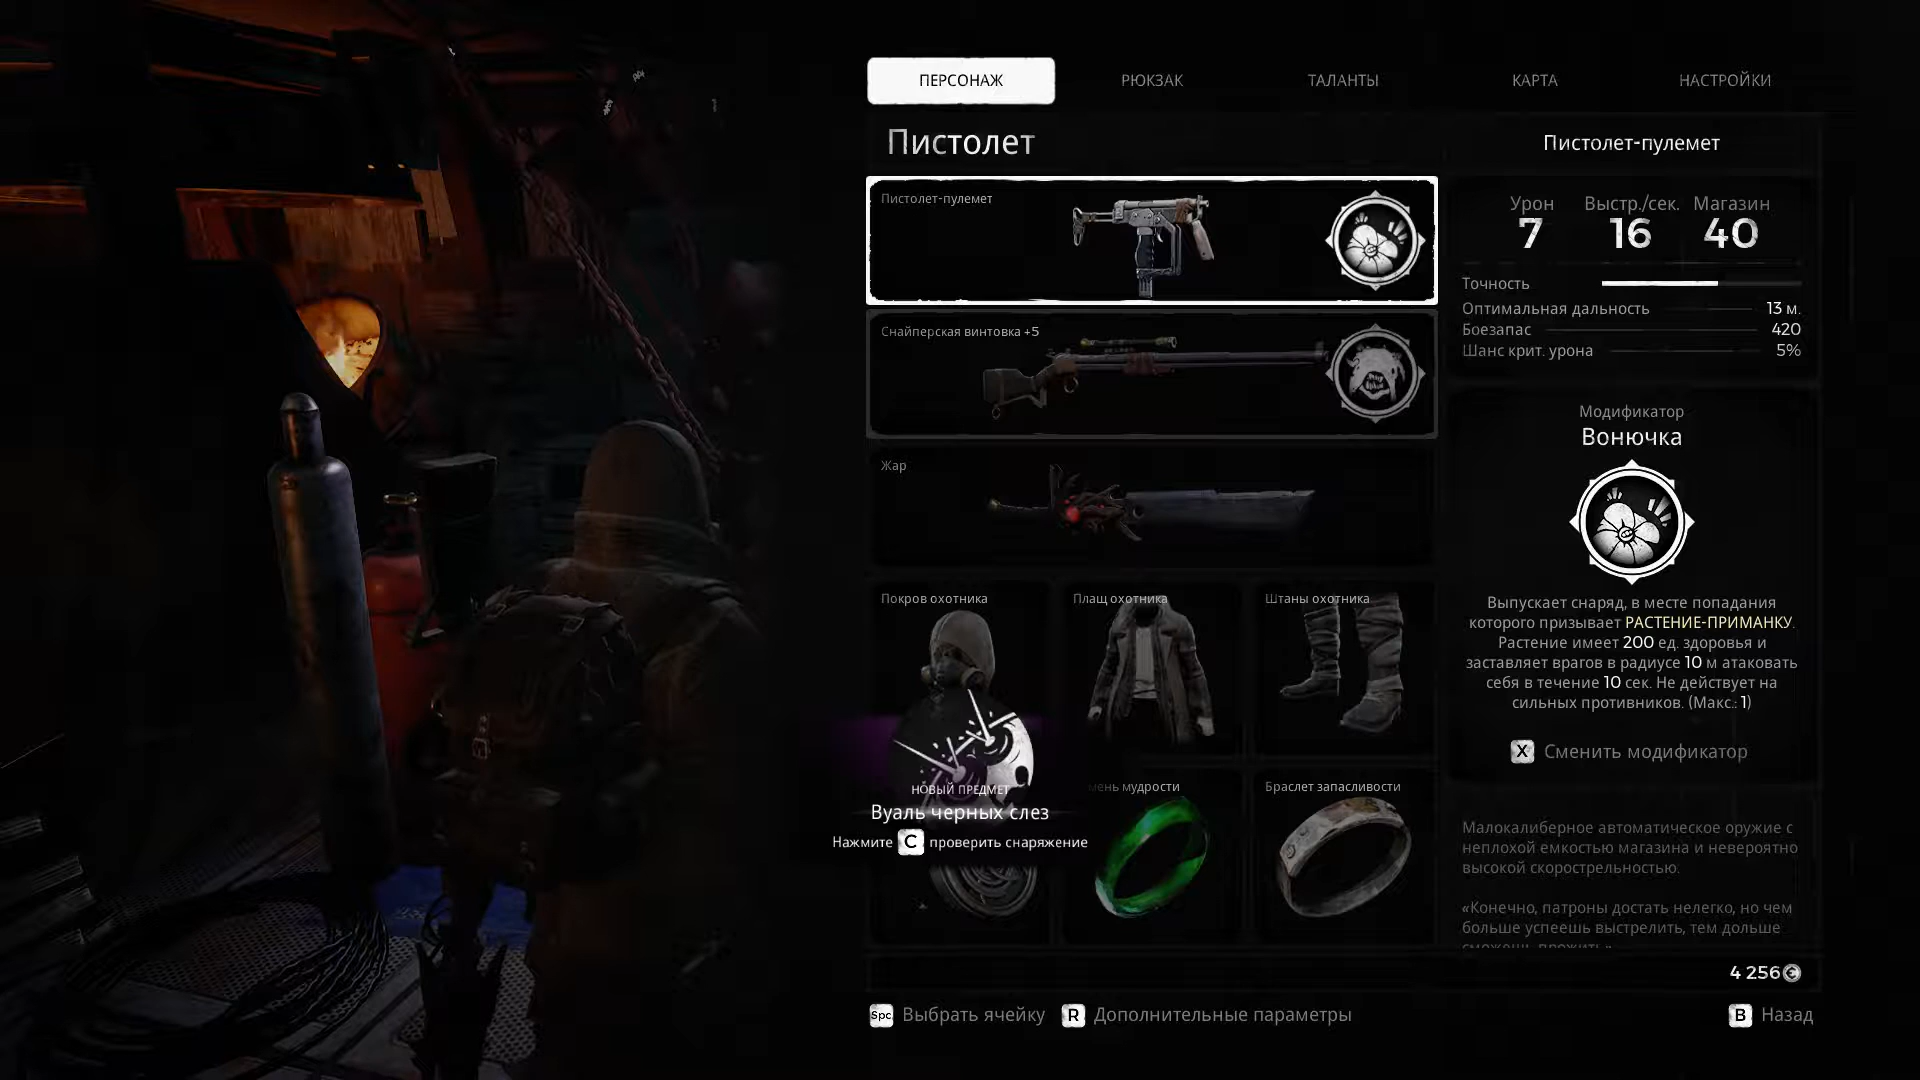 ПЕРСОНАЖ
РЮКЗАК
ТАЛАНТЫ
КАРТА
НАСТРОЙКИ
Пистолет
Пистолет-пулемет
Снайперская винтовка +5
Жар
Покров охотника
Плащ охотника
Штаны охотника
НОВЫЙ ПРЕДМЕТ
Вуаль черных слез
Нажмите C проверить снаряжение
мудрости
Браслет запасливости
Пистолет-пулемет
Урон
Выстр./сек.
Магазин
7
16
40
Точность
Оптимальная дальность 13 м.
Боезапас 420
Шанс крит. урона 5%
Модификатор
Вонючка
Выпускает снаряд, в месте попадания
которого призывает РАСТЕНИЕ-ПРИМАНКУ.
Растение имеет 200 ед. здоровья и
заставляет врагов в радиусе 10 м атаковать
себя в течение 10 сек. Не действует на
сильных противников. (Макс.: 1)
X Сменить модификатор
Малокалиберное автоматическое оружие с
неплохой емкостью магазина и невероятно
высокой скорострельностью.
«Конечно, патроны достать нелегко, но чем
больше успеешь выстрелить, тем дольше
4 256
Spc Выбрать ячейку
R Дополнительные параметры
B Назад